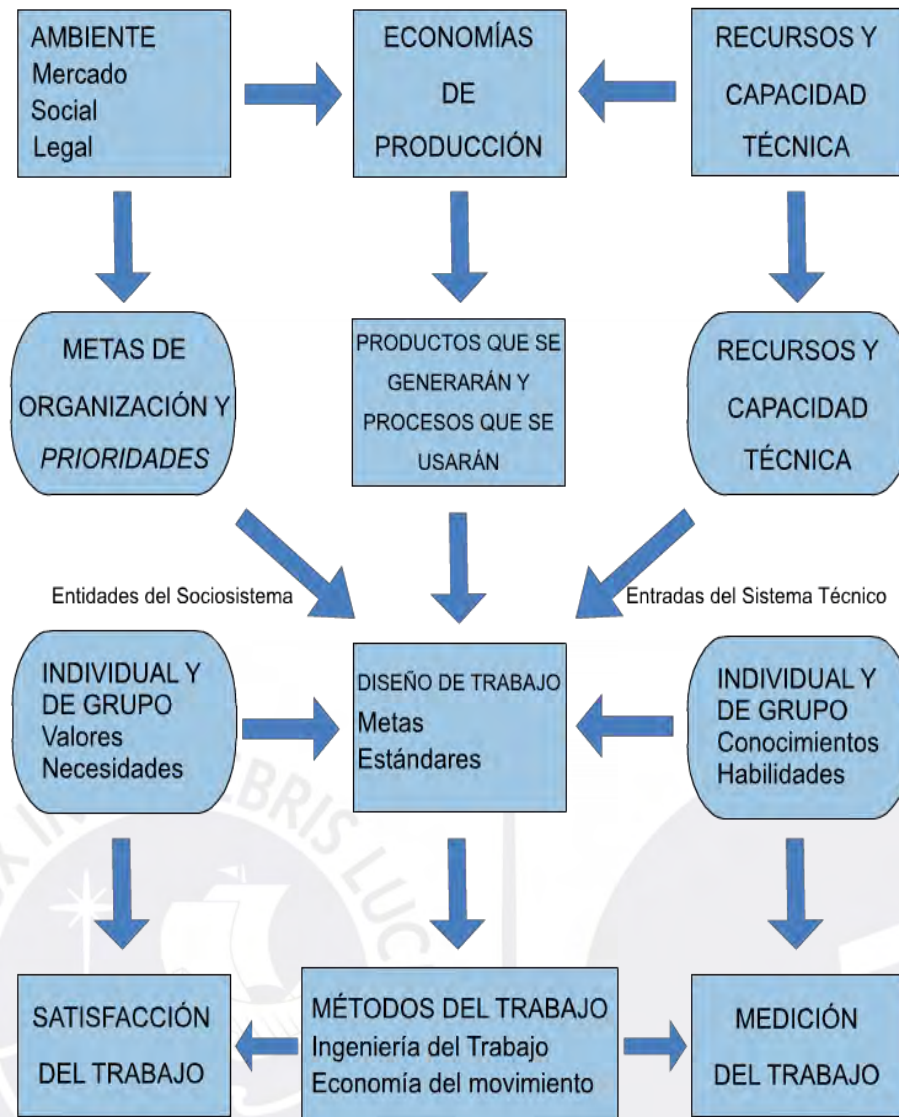 AMBIENTE
Mercado
Social
Legal
ECONOMÍAS
DE
PRODUCCIÓN
RECURSOS Y
CAPACIDAD
TÉCNICA
METAS DE
ORGANIZACIÓN Y
PRIORIDADES
PRODUCTOS QUE SE
GENERARÁN Y
PROCESOS QUE SE
USARÁN
RECURSOS Y
CAPACIDAD
TÉCNICA
Entidades del Sociosistema
Entradas del Sistema Técnico
INDIVIDUAL Y
DE GRUPO
Valores
Necesidades
DISEÑO DE TRABAJO
Metas
Estándares
INDIVIDUAL Y
DE GRUPO
Conocimientos
Habilidades
SATISFACCIÓN
DEL TRABAJO
MÉTODOS DEL TRABAJO
Ingeniería del Trabajo
Economía del movimiento
MEDICIÓN
DEL TRABAJO